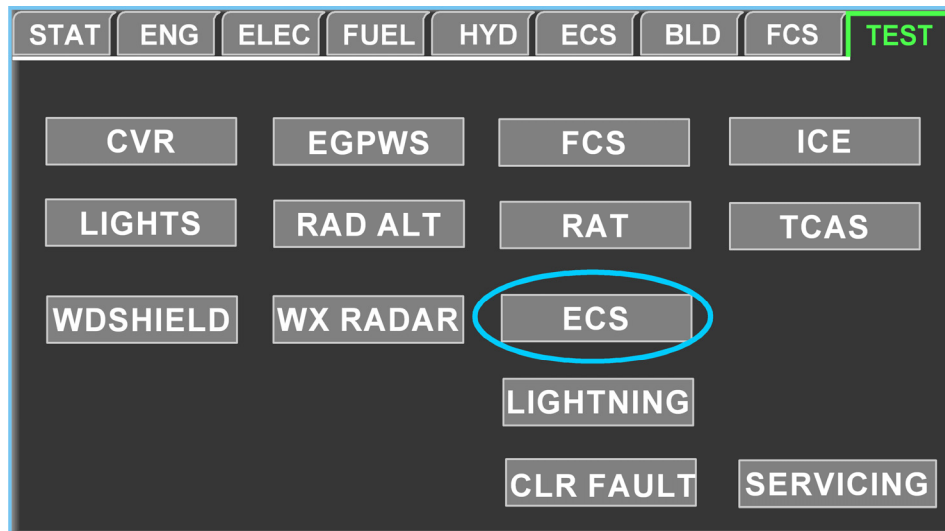 STAT ENG ELEC FUEL HYD ECS BLD FCS TEST
CVR EGPWS FCS ICE
LIGHTS RAD ALT RAT TCAS
WDSHIELD WX RADAR ECS
LIGHTNING
CLR FAULT SERVICING